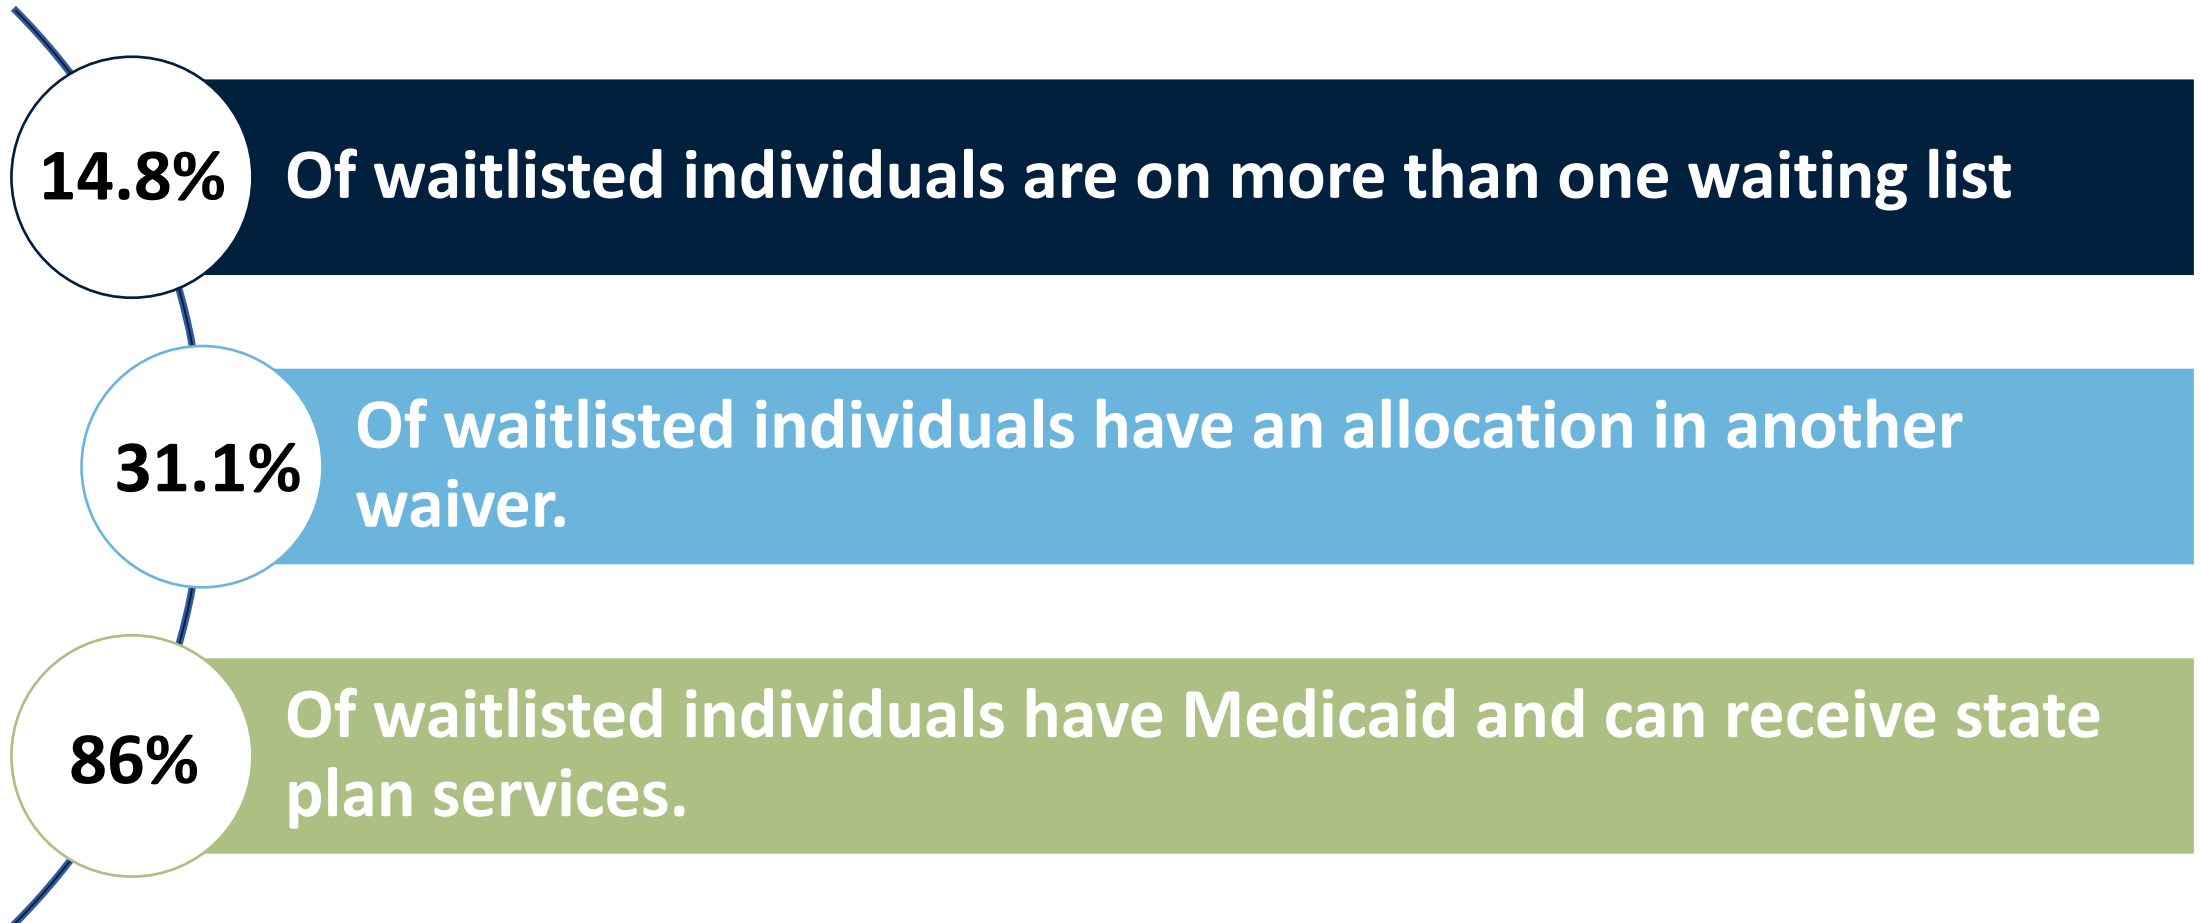 14.8%
Of waitlisted individuals are on more than one waiting list
31.1%
Of waitlisted individuals have an allocation in another
waiver.
86%
Of waitlisted individuals have Medicaid and can receive state
plan services.